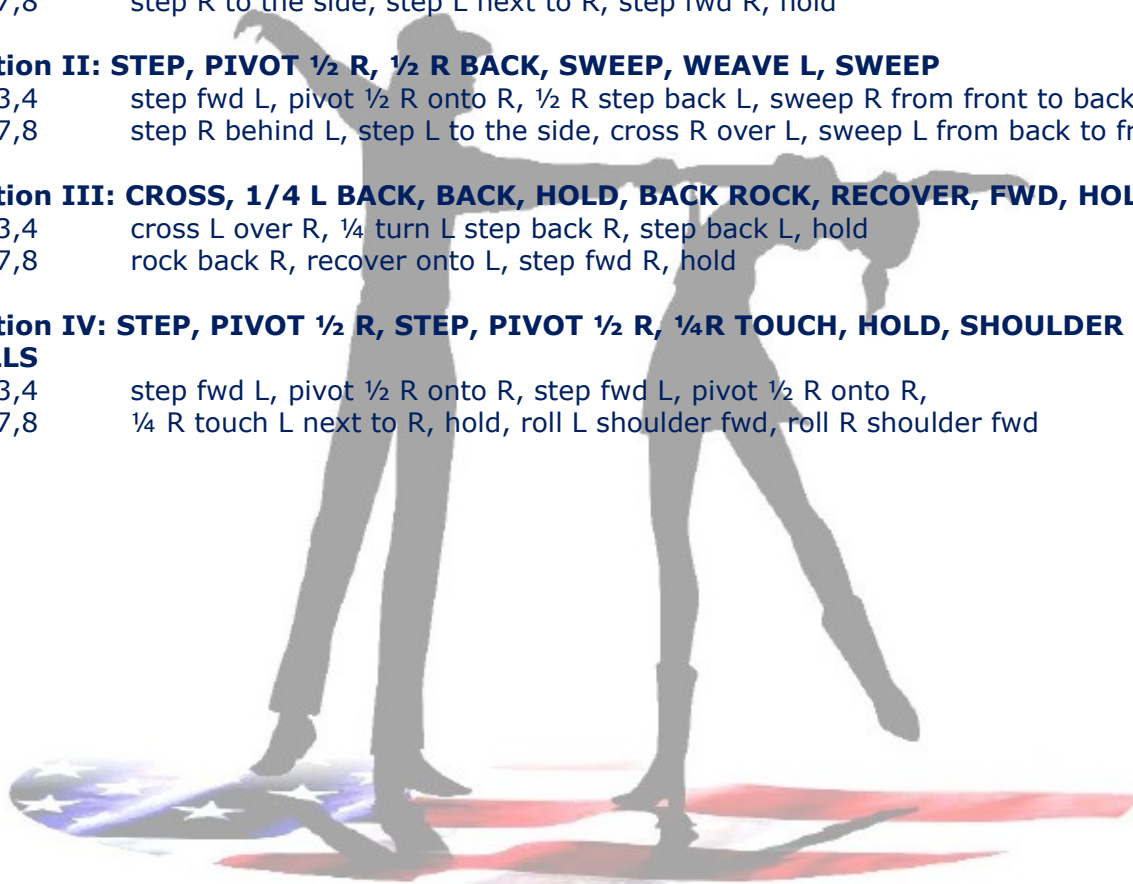 7,8 step R to the side, step L next to R, step fwd R, hold
tion II: STEP, PIVOT ½ R, ½ R BACK, SWEEP, WEAVE L, SWEEP
3,4 step fwd L, pivot ½ R onto R, ½ R step back L, sweep R from front to back
7,8 step R behind L, step L to the side, cross R over L, sweep L from back to fr
tion III: CROSS, 1/4 L BACK, BACK, HOLD, BACK ROCK, RECOVER, FWD, HOL
3,4 cross L over R, ¼ turn L step back R, step back L, hold
7,8 rock back R, recover onto L, step fwd R, hold
tion IV: STEP, PIVOT ½ R, STEP, PIVOT ½ R, ¼R TOUCH, HOLD, SHOULDER
LLS
3,4 step fwd L, pivot ½ R onto R, step fwd L, pivot ½ R onto R,
7,8 ¼ R touch L next to R, hold, roll L shoulder fwd, roll R shoulder fwd